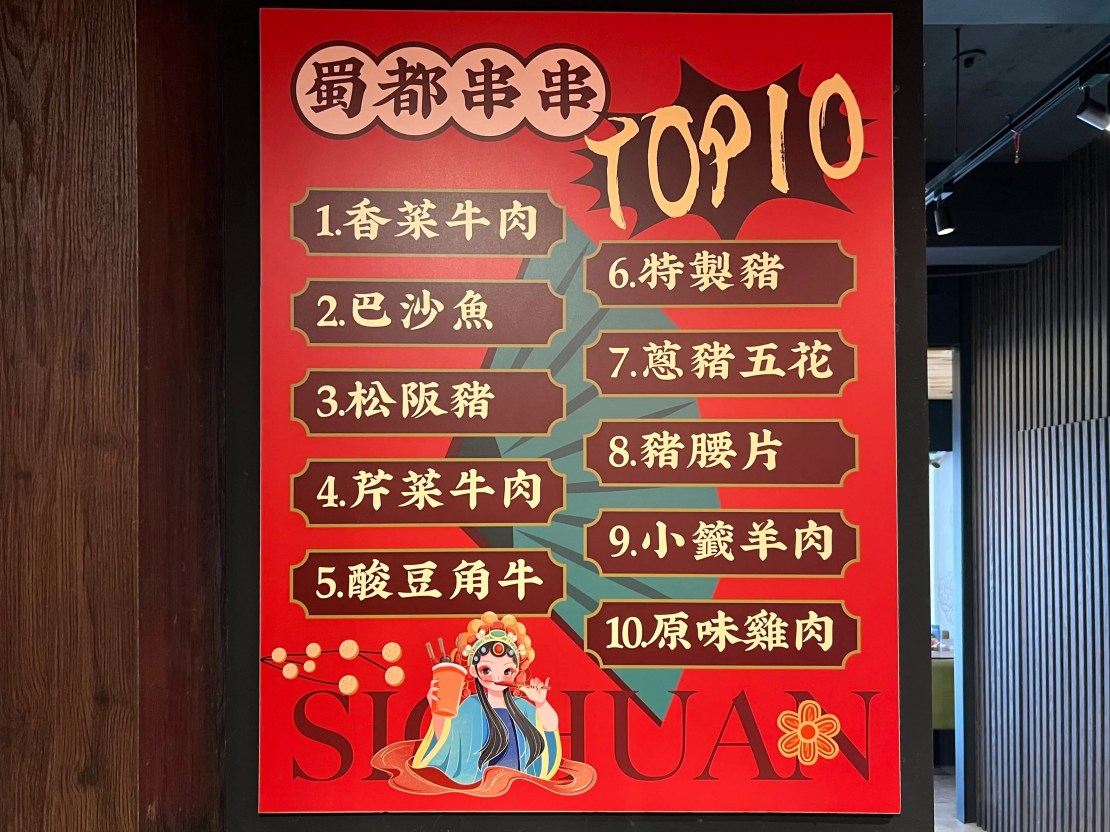 蜀都串串
TOP10
1.香菜牛肉
2.巴沙魚
3.松阪豬
4.芹菜牛肉
5.酸豆角牛
6.特製豬
7.蔥豬五花
8.豬腰片
9.小籤羊肉
10.原味雞肉
SICHUAN